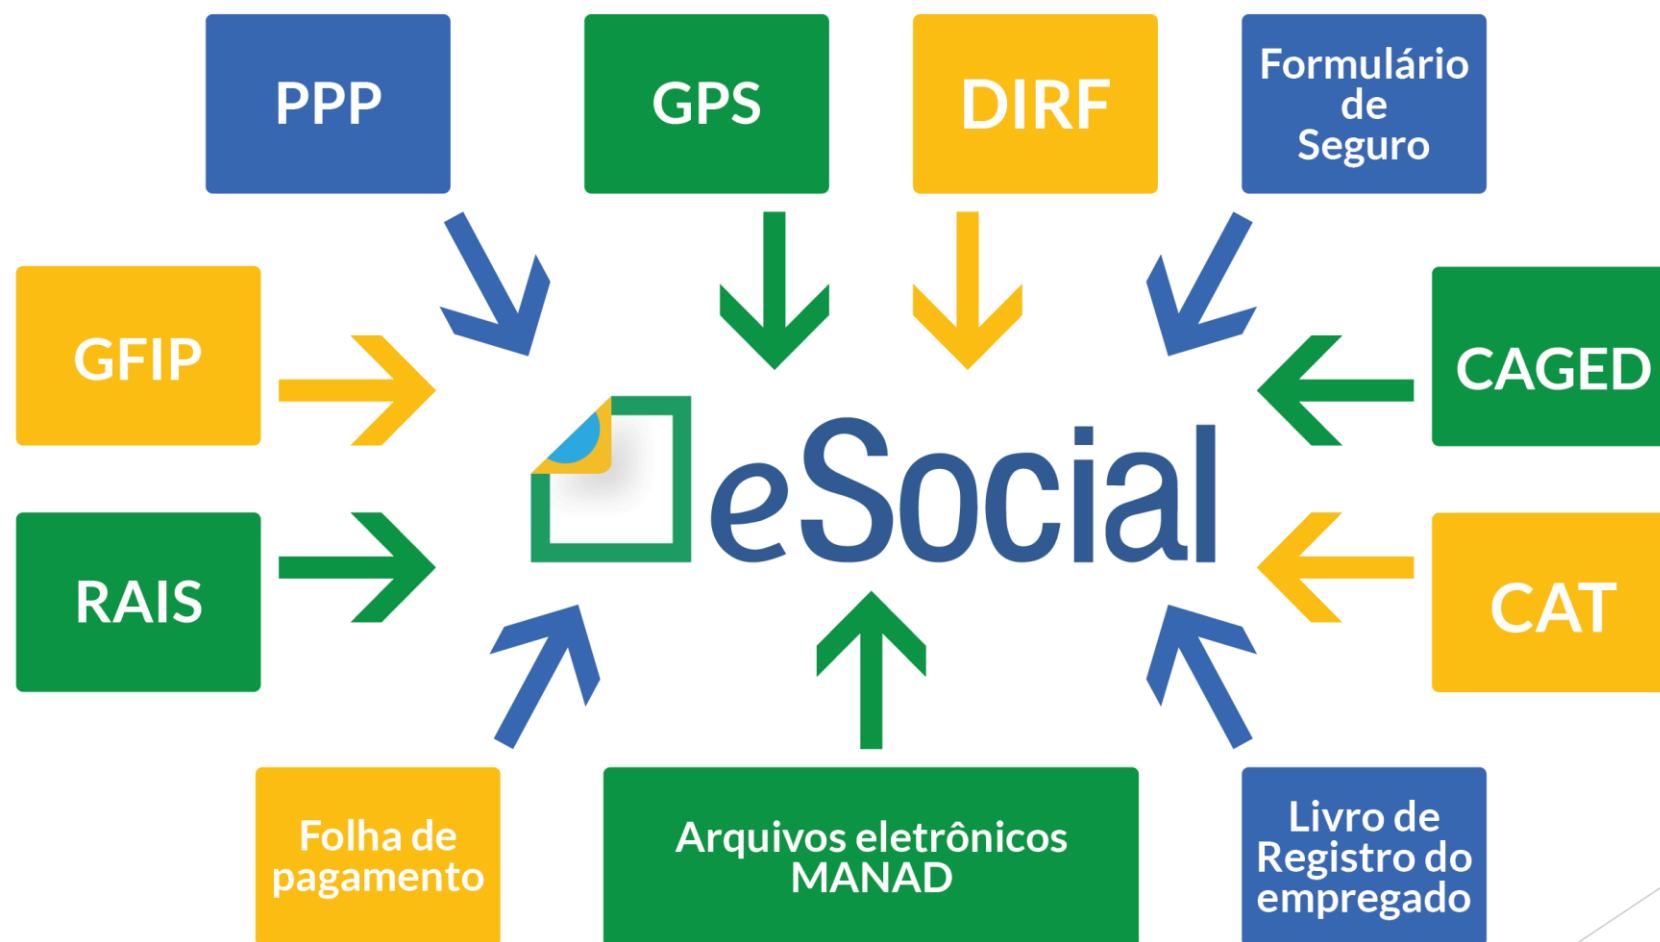 PPP
GPS
DIRF
Formulário
de
Seguro
GFIP
CAGED
eSocial
RAIS
CAT
Folha de
pagamento
Arquivos eletrônicos
MANAD
Livro de
Registro do
empregado